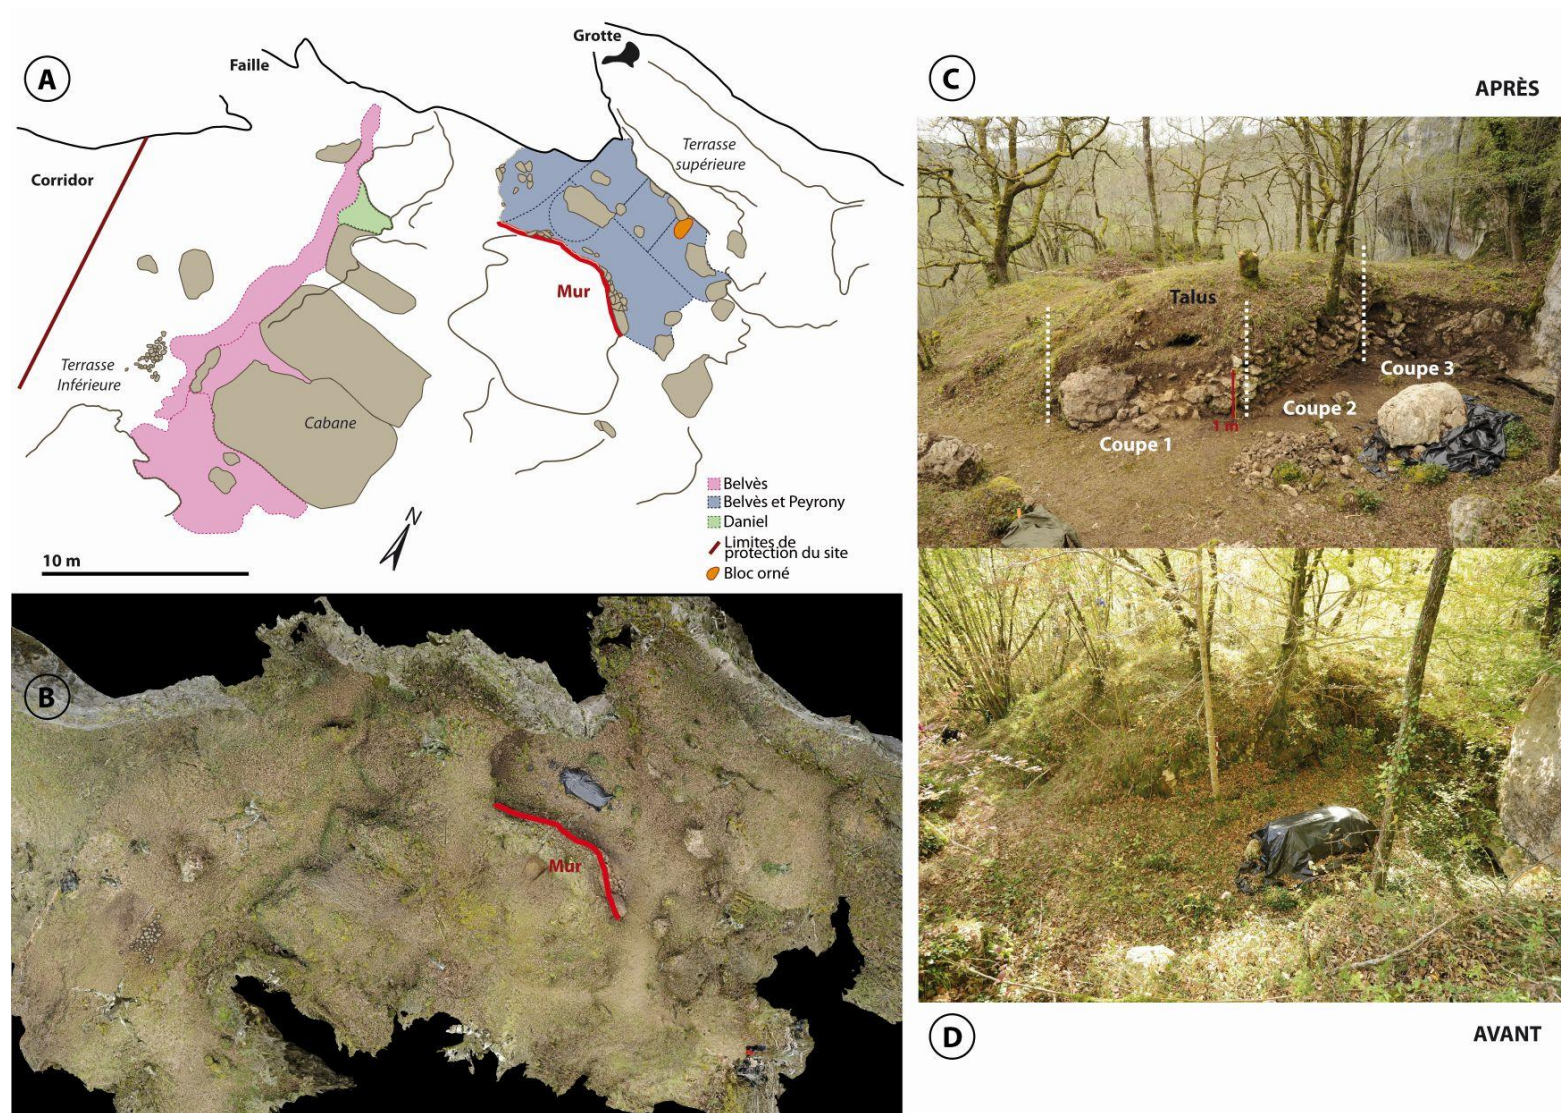 A
Faille
Grotte
Corridor
Terrasse
supérieure
Mur
Terrasse
Inférieure
Cabane
N
10 m
Belvès
Belvès et Peyrony
Daniel
Limites de
protection du site
Bloc orné
B
Mur
C
APRÈS
Talus
Coupe 3
Coupe 2
1 m
Coupe 1
D
AVANT